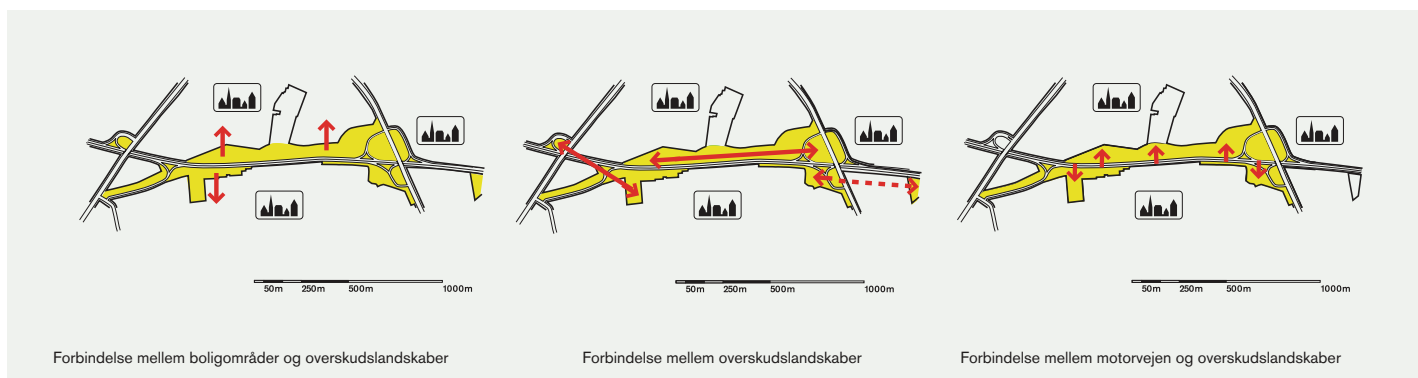 50m 250m 500m 1000m
50m 250m 500m 1000m
50m 250m 500m 1000m
Forbindelse mellem boligområder og overskudslandskaber
Forbindelse mellem overskudslandskaber
Forbindelse mellem motorvejen og overskudslandskaber